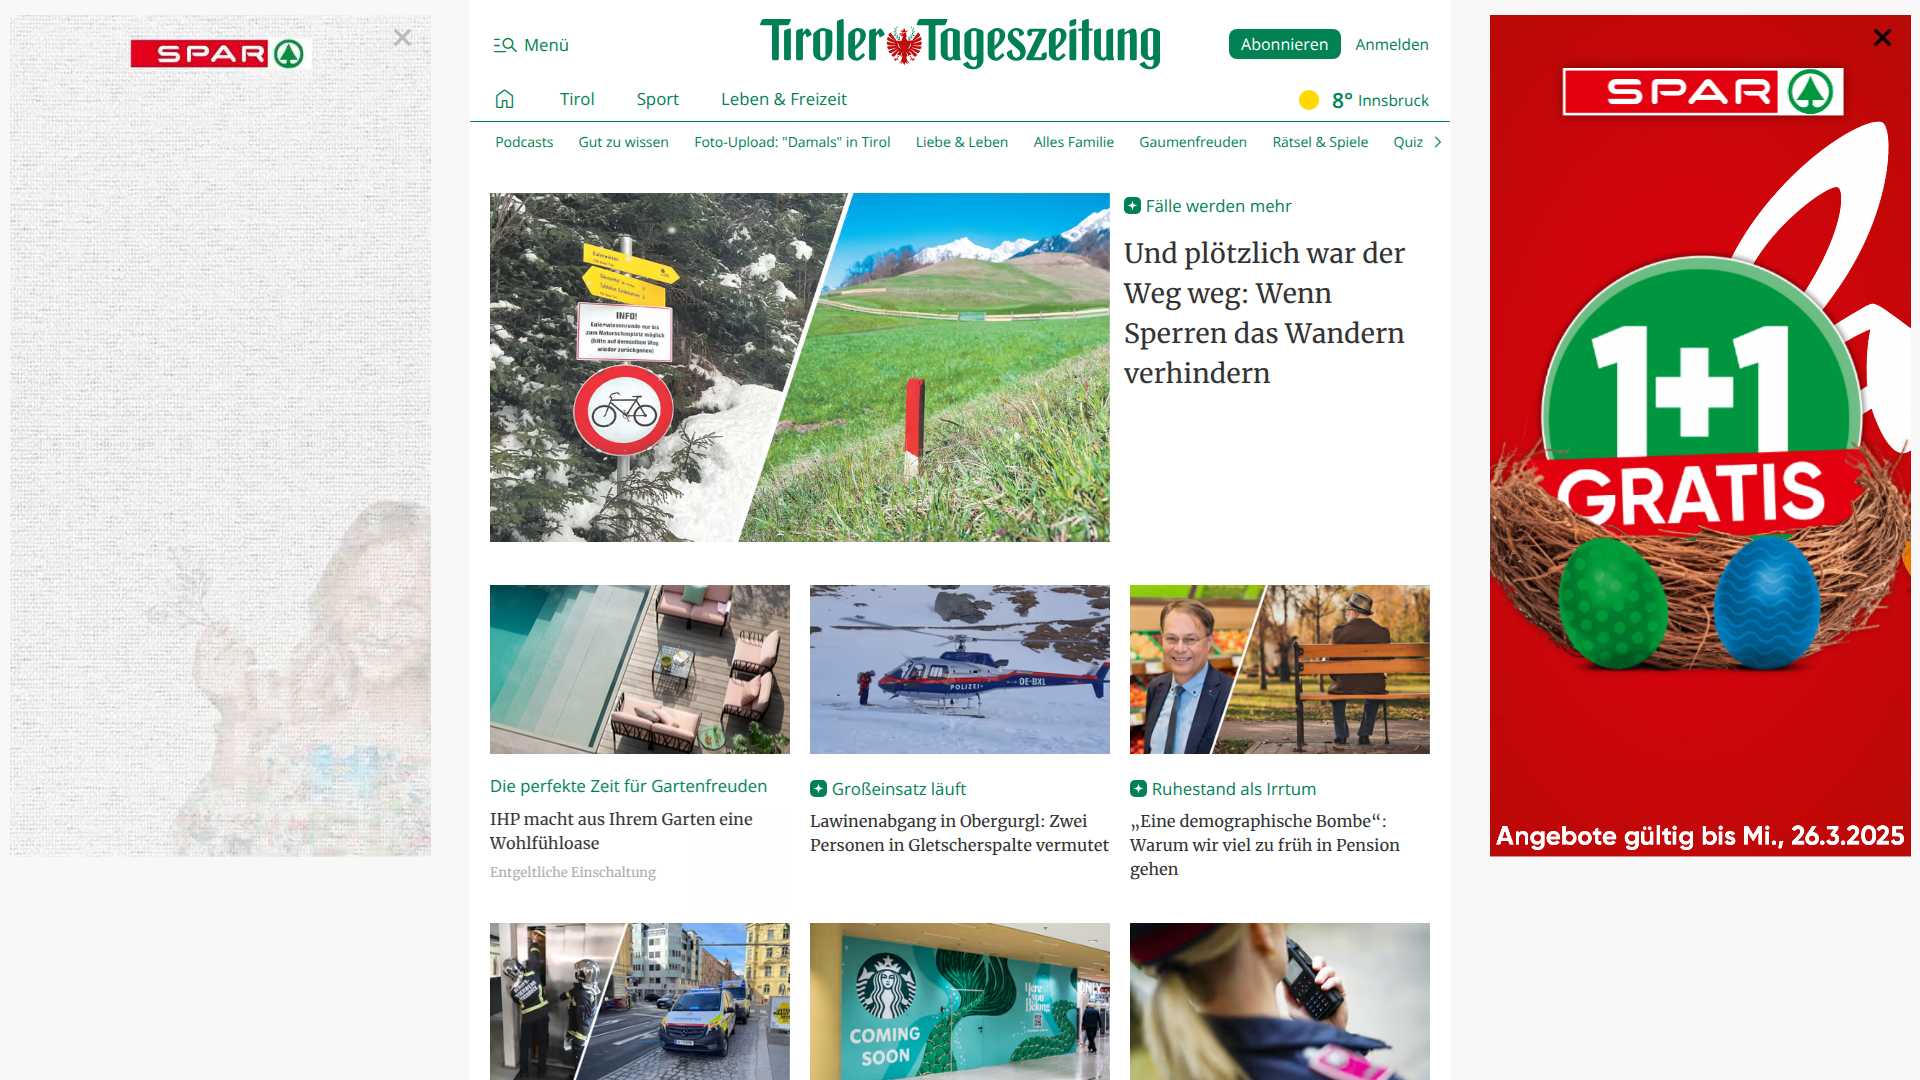 SPAR
Menü
Tiroler Tageszeitung
Abonnieren
Anmelden
Tirol
Sport
Leben & Freizeit
8° Innsbruck
Podcasts
Gut zu wissen
Foto-Upload: "Damals" in Tirol
Liebe & Leben
Alles Familie
Gaumenfreuden
Rätsel & Spiele
Quiz
INFO!
Fälle werden mehr
Und plötzlich war der
Weg weg: Wenn
Sperren das Wandern
verhindern
POLIZEI
OE-BXL
Die perfekte Zeit für Gartenfreuden
IHP macht aus Ihrem Garten eine
Wohlfühloase
Entgeltliche Einschaltung
Großeinsatz läuft
Lawinenabgang in Obergurgl: Zwei
Personen in Gletscherspalte vermutet
Ruhestand als Irrtum
„Eine demographische Bombe“:
Warum wir viel zu früh in Pension
gehen
COMING
SOON
Here
you
Belong
SPAR
1+1
GRATIS
Angebote gültig bis Mi., 26.3.2025